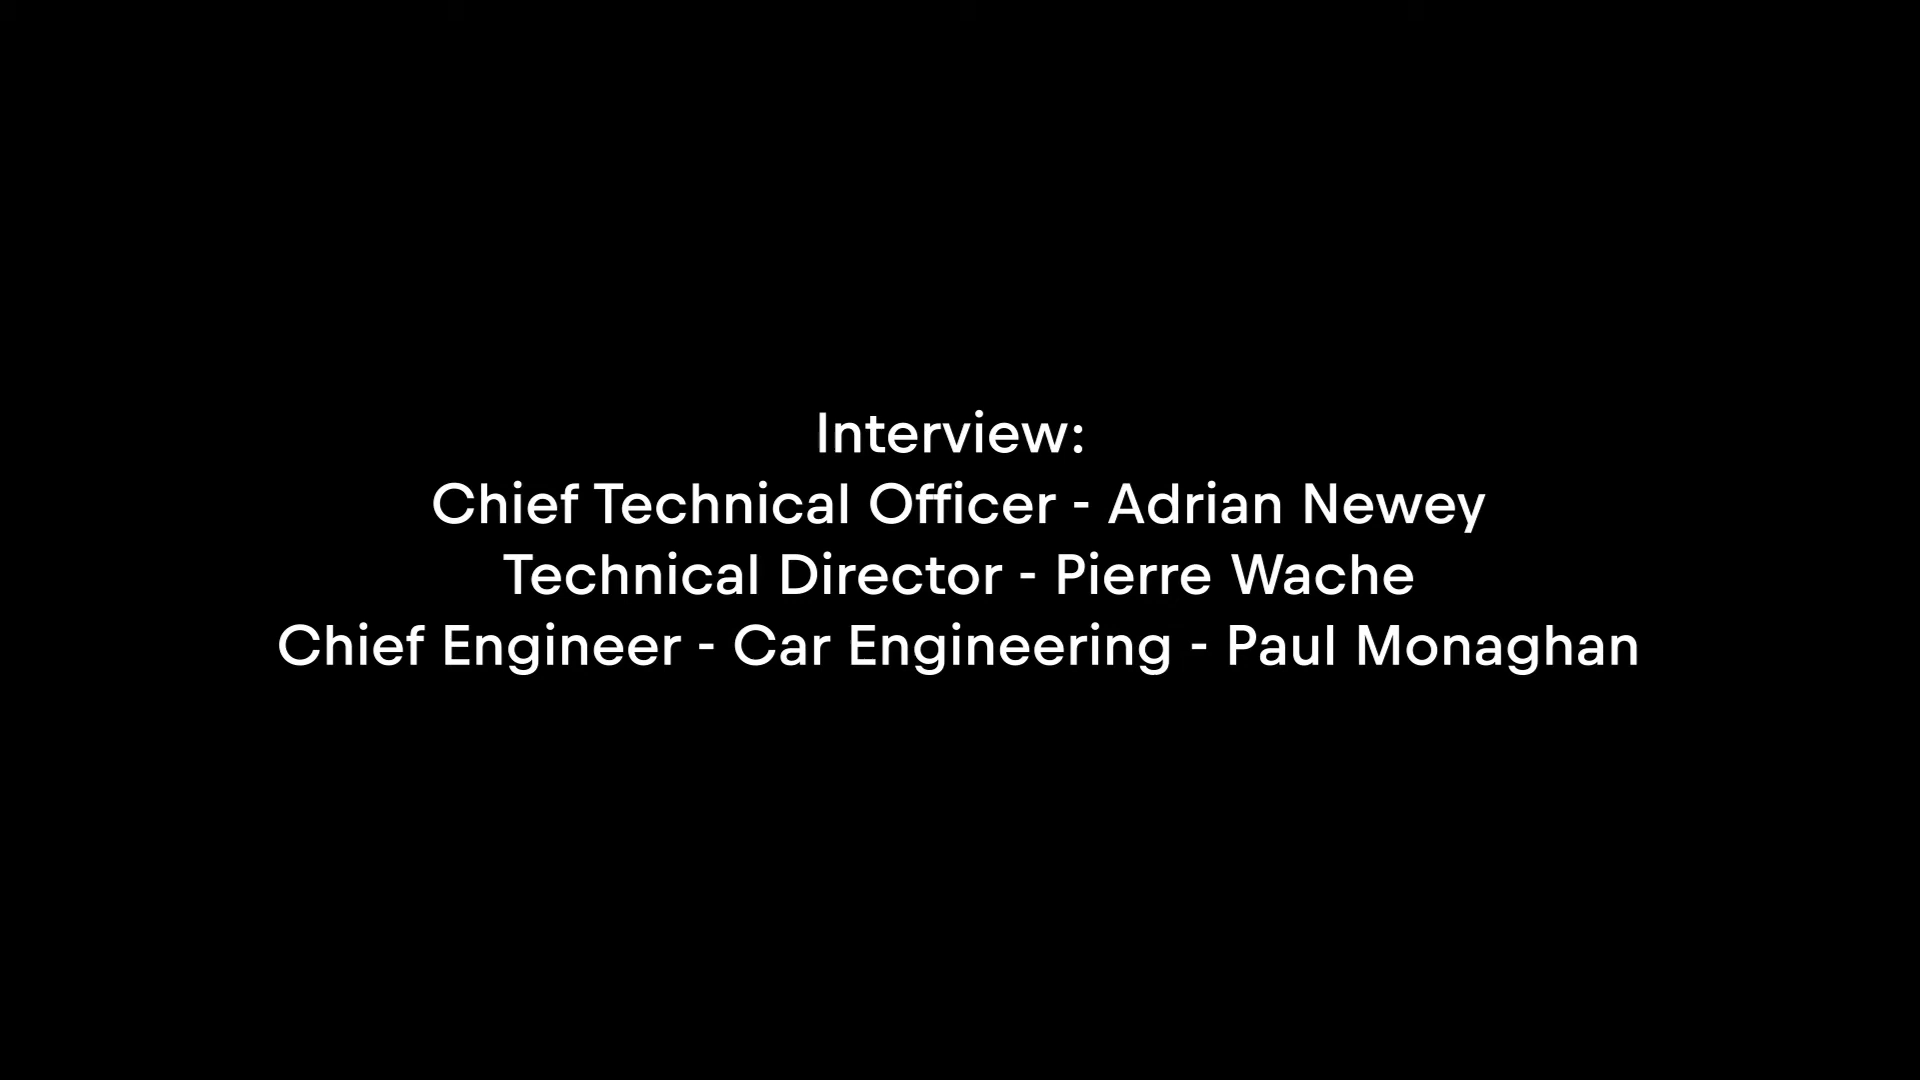 Interview:
Chief Technical Officer - Adrian Newey
Technical Director - Pierre Wache
Chief Engineer - Car Engineering - Paul Monaghan